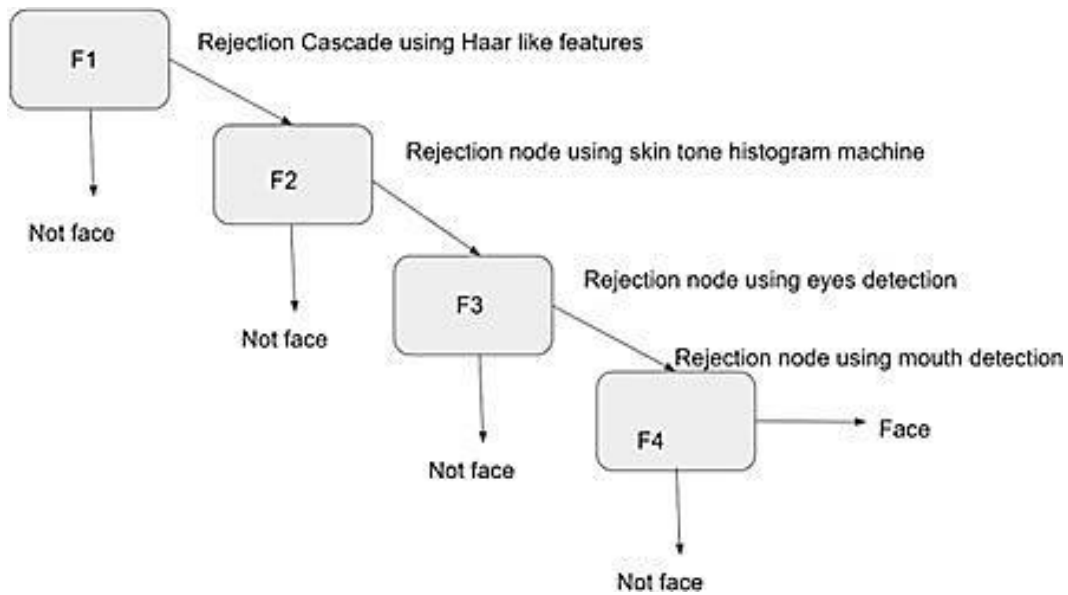 F1
Rejection Cascade using Haar like features
Not face
F2
Rejection node using skin tone histogram machine
Not face
F3
Rejection node using eyes detection
Not face
Rejection node using mouth detection
F4
Face
Not face